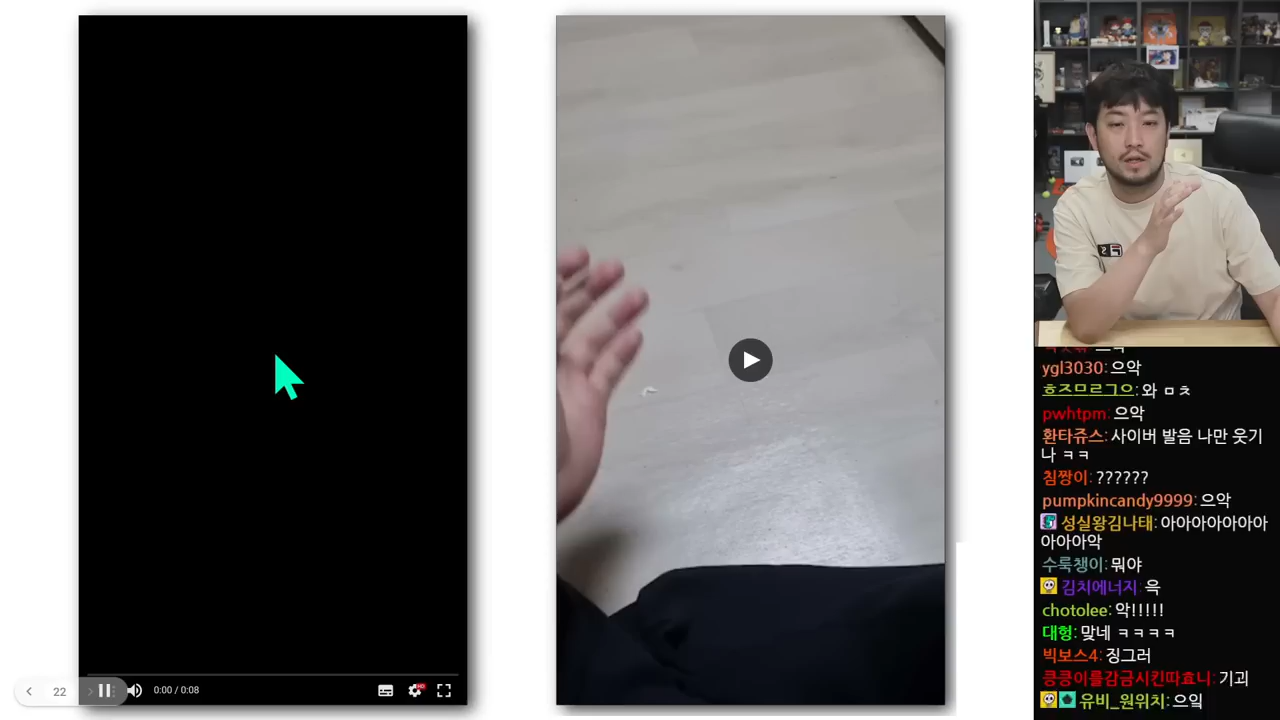 22
0:00 / 0:08
HD
ygl3030: 으악
호즈므르그으: 와 ㅁㅊ
pwhtpm: 으악
환타쥬스: 사이버 발음 나만 웃기
나 ㅋㅋ
침짱이: ??????
pumpkincandy9999: 으악
성실왕김나태: 아아아아아아아
아아아악
수룩챙이: 뭐야
김치에너지: 윽
chotolee: 악!!!!!
대형: 맞네 ㅋㅋㅋㅋ
빅보스4: 징그러
킁킁이를감금시킨따효니: 기괴
유비_원위치: 으잌